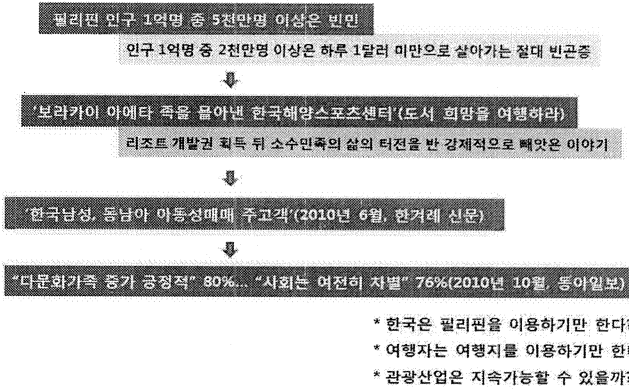 필리핀 인구 1억명 중 5천만명 이상은 빈민
인구 1억명 중 2천만명 이상은 하루 1달러 미만으로 살아가는 절대 빈곤증
'보라카이 아에타 족을 몰아낸 한국해양스포츠센터'(도서 희망을 여행하라)
리조트 개발권 획득 뒤 소수민족의 삶의 터전을 반 강제적으로 빼앗은 이야기
'한국남성, 동남아 아동성매매 주고객'(2010년 6월, 한겨레 신문)
“다문화가족 증가 긍정적” 80%... “사회는 여전히 차별” 76%(2010년 10월, 동아일보)
* 한국은 필리핀을 이용하기만 한다?
* 여행자는 여행지를 이용하기만 한
* 관광산업은 지속가능할 수 있을까?